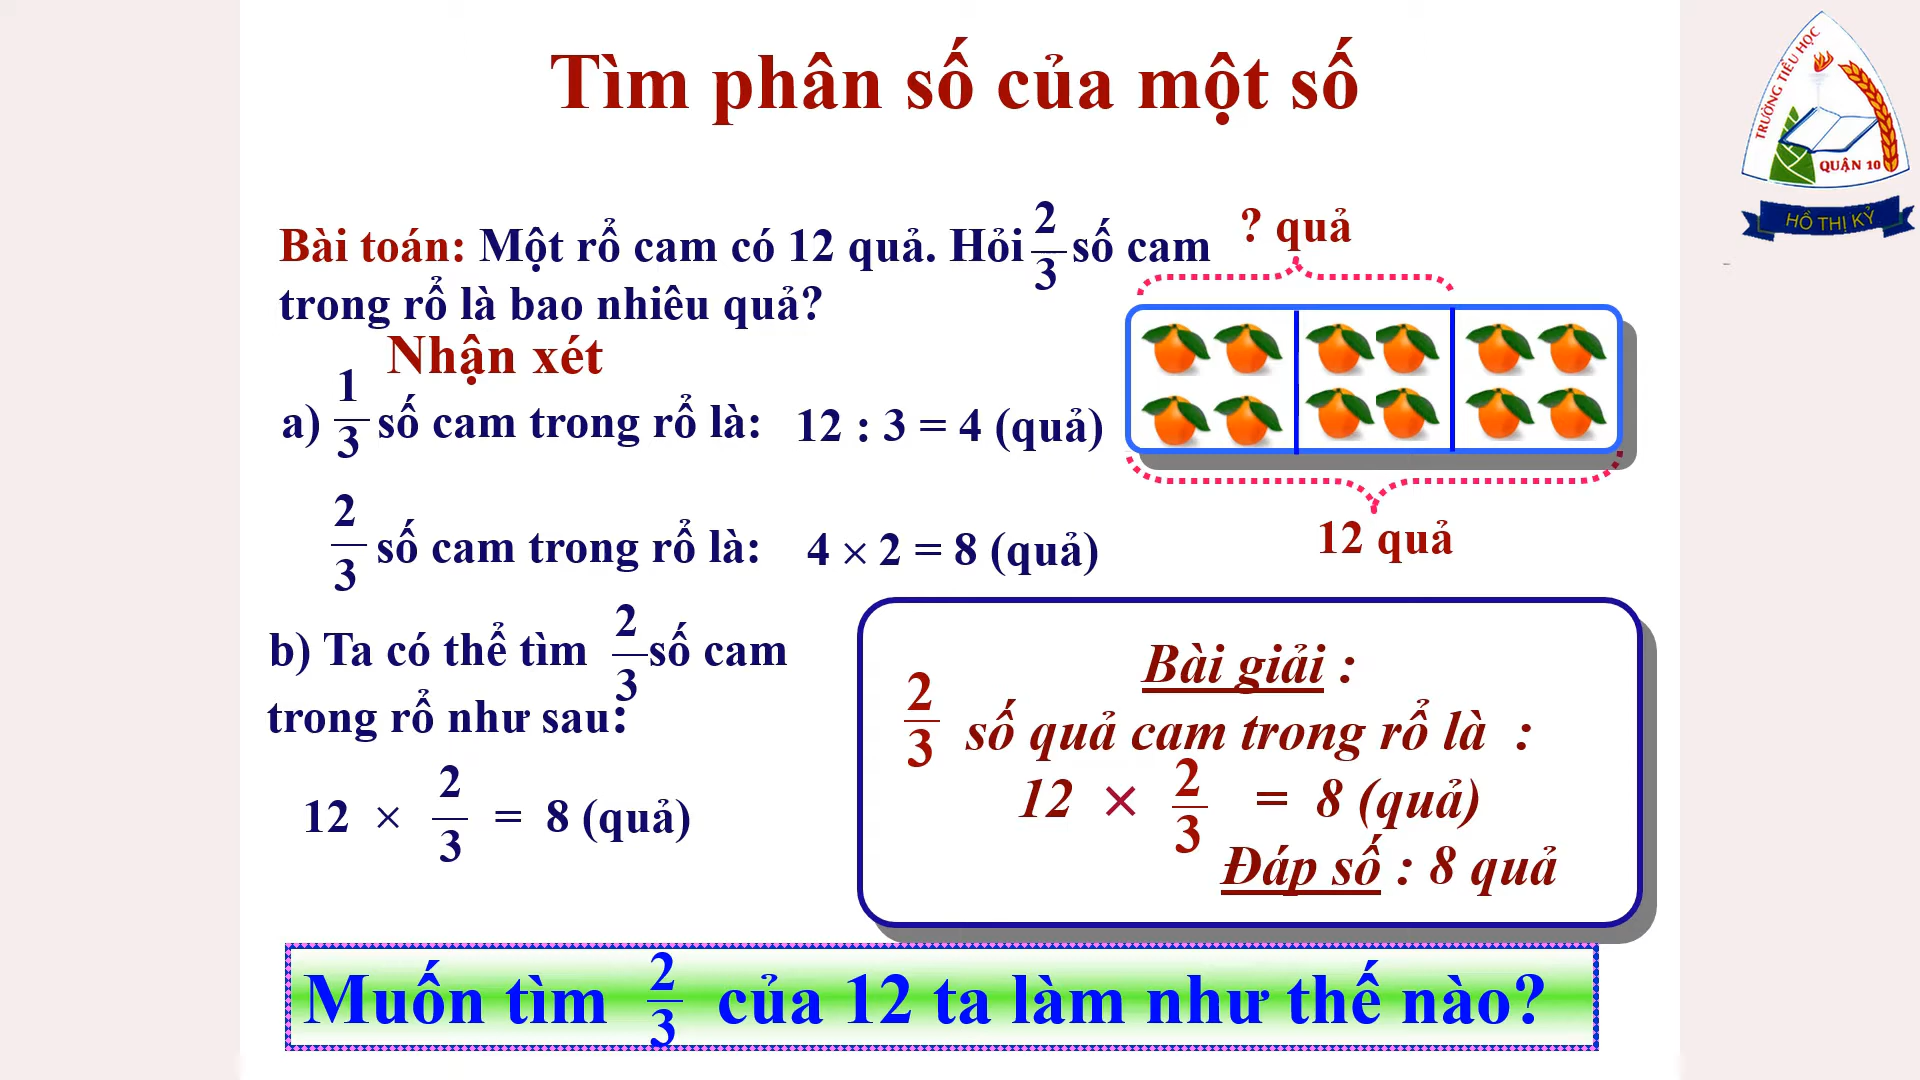 Tìm phân số của một số
TRƯỜNG TIỂU HỌC
QUẬN 10
HỒ THỊ KỶ
Bài toán: Một rổ cam có 12 quả. Hỏi 2/3 số cam
trong rổ là bao nhiêu quả?
? quả
12 quả
Nhận xét
a) 1/3 số cam trong rổ là: 12 : 3 = 4 (quả)
2/3 số cam trong rổ là: 4 × 2 = 8 (quả)
b) Ta có thể tìm 2/3 số cam
trong rổ như sau:
12 × 2/3 = 8 (quả)
Bài giải :
2/3 số quả cam trong rổ là :
12 × 2/3 = 8 (quả)
Đáp số : 8 quả
Muốn tìm 2/3 của 12 ta làm như thế nào?